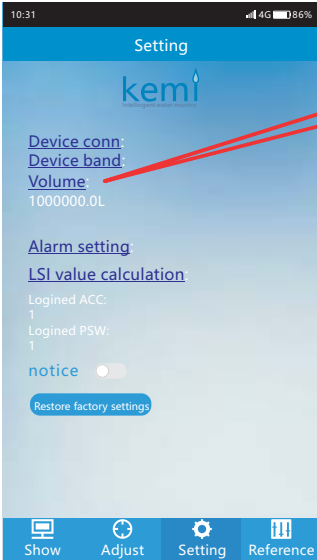 10:31
4G 86%
Setting
kemi
intelligent water monitor
Device conn:
Device band:
Volume:
1000000.0L
Alarm setting:
LSI value calculation:
Logined ACC:
1
Logined PSW:
1
notice
Restore factory settings
Show Adjust Setting Reference